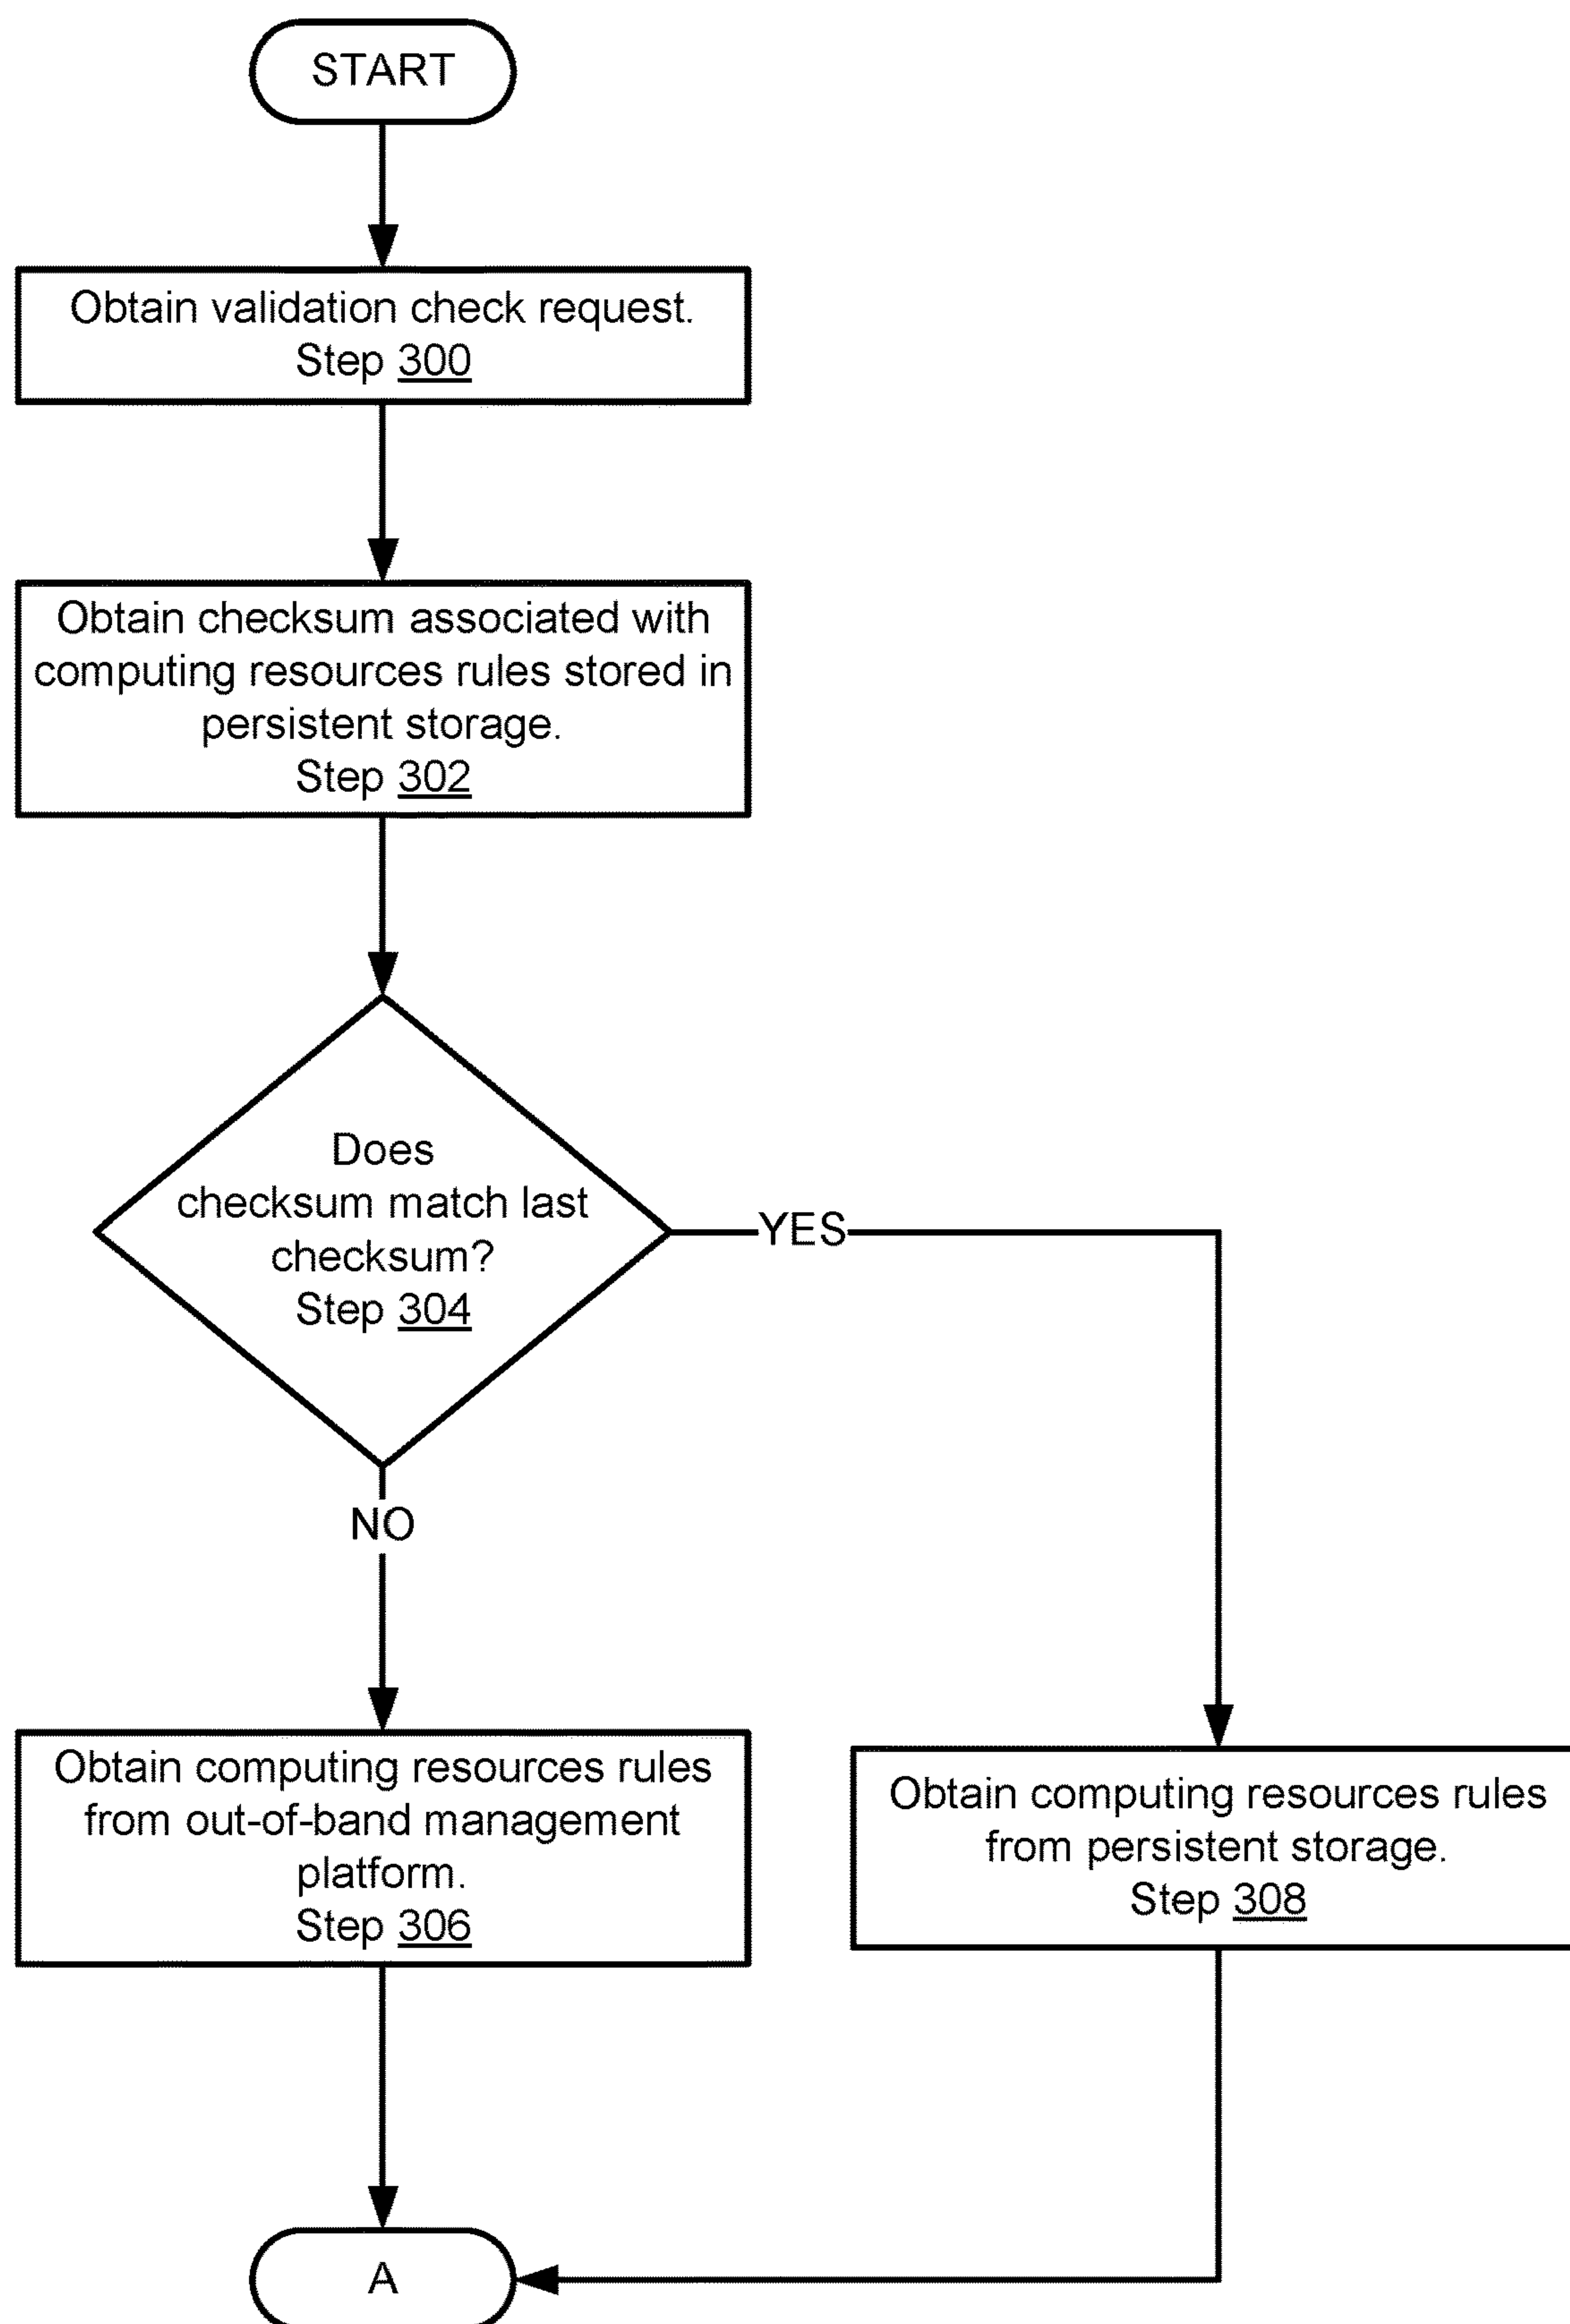 START
Obtain validation check request.
Step 300
Obtain checksum associated with
computing resources rules stored in
persistent storage.
Step 302
Does
checksum match last
checksum?
Step 304
YES
NO
Obtain computing resources rules
from out-of-band management
platform.
Step 306
Obtain computing resources rules
from persistent storage.
Step 308
A